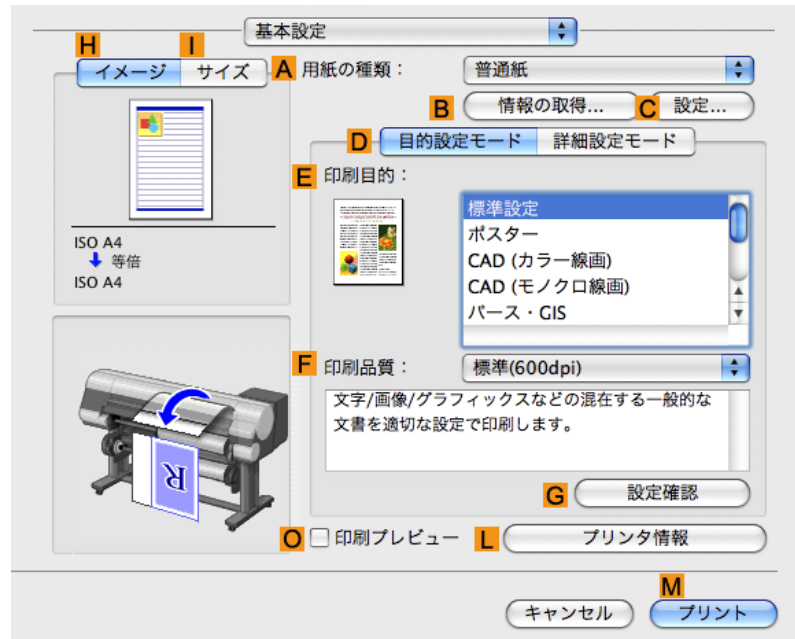 基本設定
H I
イメージ サイズ
A 用紙の種類： 普通紙
B 情報の取得... C 設定...
D 目的設定モード 詳細設定モード
E 印刷目的：
標準設定
ポスター
CAD (カラー線画)
CAD (モノクロ線画)
パース・GIS
ISO A4
等倍
ISO A4
F 印刷品質： 標準(600dpi)
文字/画像/グラフィックスなどの混在する一般的な
文書を適切な設定で印刷します。
R
G 設定確認
O 印刷プレビュー L プリンタ情報
M
キャンセル プリント